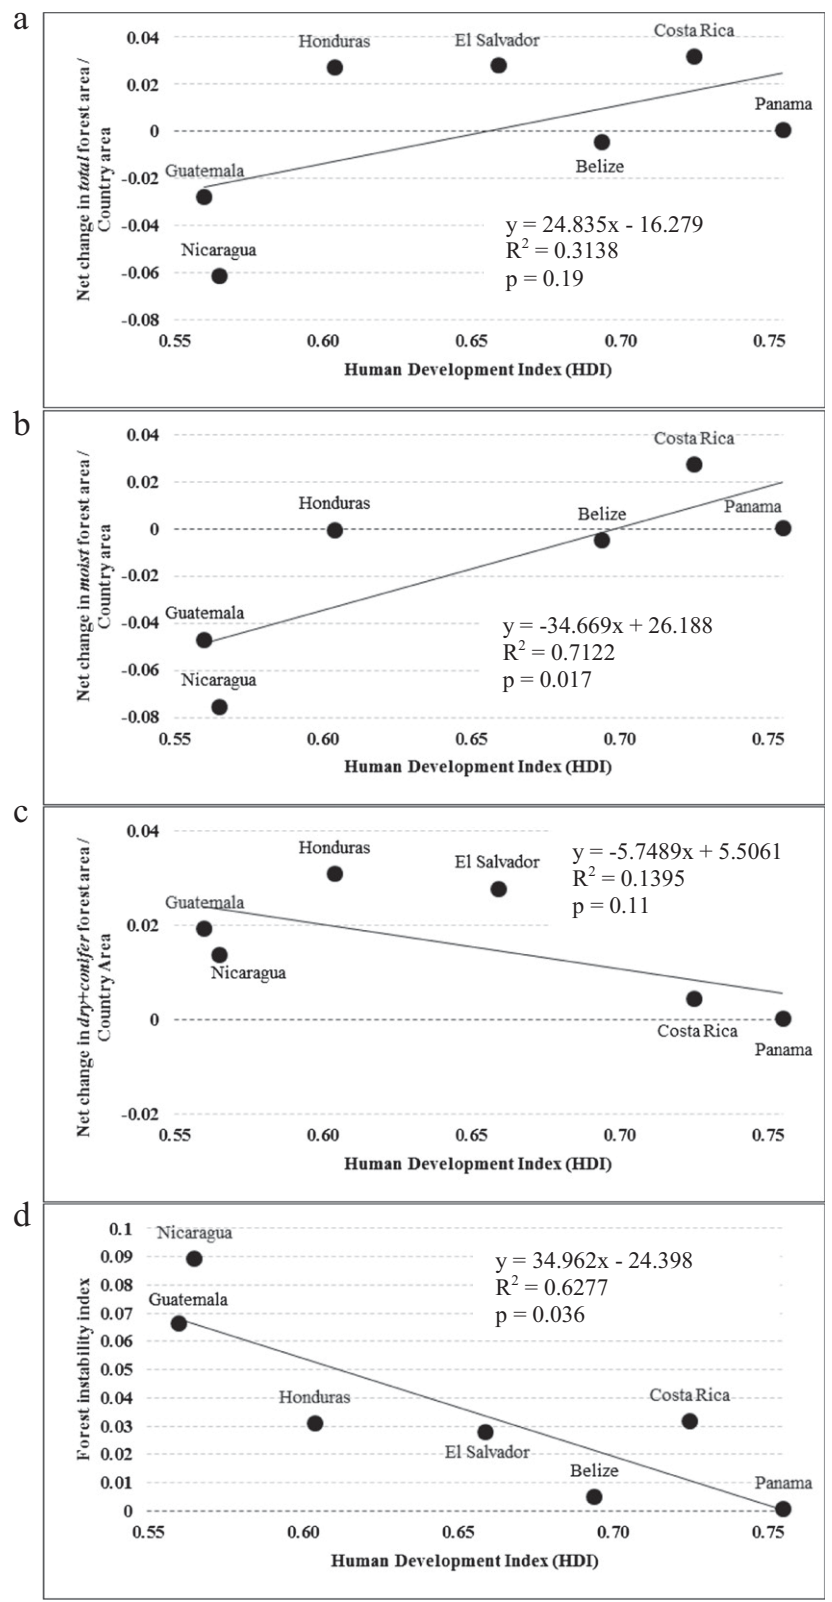 a
Net change in total forest area /
Country area
0.04
0.02
0
-0.02
-0.04
-0.06
-0.08
Honduras
El Salvador
Costa Rica
Panama
Belize
Guatemala
Nicaragua
y = 24.835x - 16.279
R² = 0.3138
p = 0.19
0.55
0.60
0.65
0.70
0.75
Human Development Index (HDI)
b
Net change in moist forest area /
Country area
0.04
0.02
0
-0.02
-0.04
-0.06
-0.08
Costa Rica
Honduras
Belize
Panama
Guatemala
Nicaragua
y = -34.669x + 26.188
R² = 0.7122
p = 0.017
0.55
0.60
0.65
0.70
0.75
Human Development Index (HDI)
c
Net change in dry+conifer forest area /
Country Area
0.04
0.02
0
-0.02
Honduras
El Salvador
Guatemala
Nicaragua
Costa Rica
Panama
y = -5.7489x + 5.5061
R² = 0.1395
p = 0.11
0.55
0.60
0.65
0.70
0.75
Human Development Index (HDI)
d
Forest instability index
0.1
0.09
0.08
0.07
0.06
0.05
0.04
0.03
0.02
0.01
0
Nicaragua
Guatemala
Honduras
El Salvador
Costa Rica
Belize
Panama
y = 34.962x - 24.398
R² = 0.6277
p = 0.036
0.55
0.60
0.65
0.70
0.75
Human Development Index (HDI)